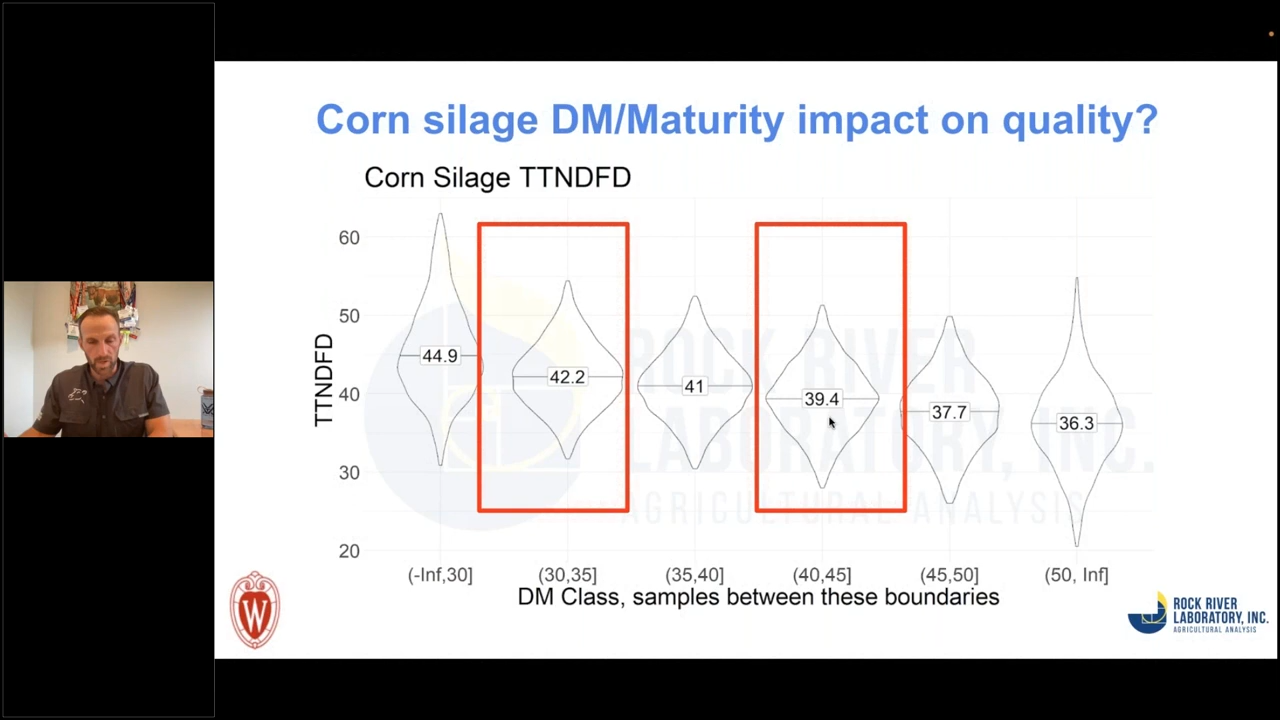 Corn silage DM/Maturity impact on quality?
Corn Silage TTNDFD
TTNDFD
60
50
40
30
20
44.9
42.2
41
39.4
37.7
36.3
ROCK RIVER
LABORATORY, INC.
AGRICULTURAL ANALYSIS
(-Inf,30]
(30,35]
(35,40]
(40,45]
(45,50]
(50, Inf]
DM Class, samples between these boundaries
W
ROCK RIVER
LABORATORY, INC.
AGRICULTURAL ANALYSIS